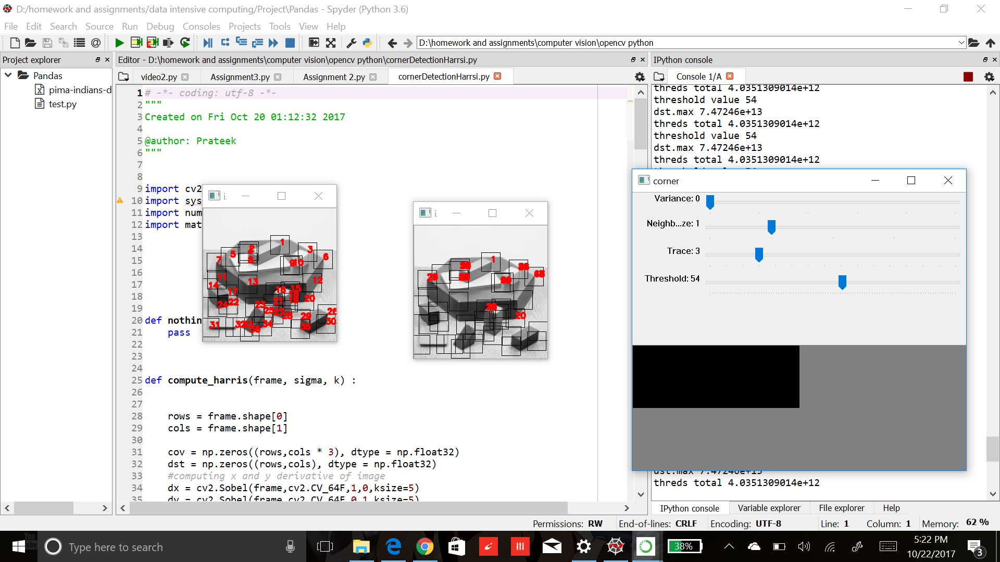 D:/homework and assignments/data intensive computing/Project\Pandas - Spyder (Python 3.6)
File Edit Search Source Run Debug Consoles Projects Tools View Help
D:\homework and assignments\computer vision\opencv python
Project explorer
Pandas
pima-indians-d
test.py
Editor - D:\homework and assignments\computer vision\opencv python\cornerDetectionHarrsi.py
video2.py
Assignment3.py
Assignment 2.py
cornerDetectionHarrsi.py
1 # -*- coding: utf-8 -*-
2 """
3 Created on Fri Oct 20 01:12:32 2017
4
5 @author: Prateek
6 """
7
8
9 import cv2
10 import sys
11 import num
12 import mat
13
14
15
16
17
18
19
20 def nothin
21 pass
22
23
24
25 def compute_harris(frame, sigma, k) :
26
27
28 rows = frame.shape[0]
29 cols = frame.shape[1]
30
31 cov = np.zeros((rows,cols * 3), dtype = np.float32)
32 dst = np.zeros((rows,cols), dtype = np.float32)
33 #computing x and y derivative of image
34 dx = cv2.Sobel(frame,cv2.CV_64F,1,0,ksize=5)
35 dy = cv2.Sobel(frame,cv2.CV_64F,0,1,ksize=5)
i.
1
2
3
5
6
7
8
9
10
11
12
13
14
15
17
20
22
23
24
29
31
34
35
i.
1
20
IPython console
Console 1/A
threds total 4.0351309014e+12
threshold value 54
dst.max 7.47246e+13
threds total 4.0351309014e+12
threshold value 54
dst.max 7.47246e+13
threds total 4.0351309014e+12
corner
Variance: 0
Neighb...ze: 1
Trace: 3
Threshold: 54
dst.max 7.47246e+13
threds total 4.0351309014e+12
IPython console Variable explorer File explorer Help
Permissions: RW End-of-lines: CRLF Encoding: UTF-8 Line: 1 Column: 1 Memory: 62 %
Type here to search
38%
5:22 PM
10/22/2017
3